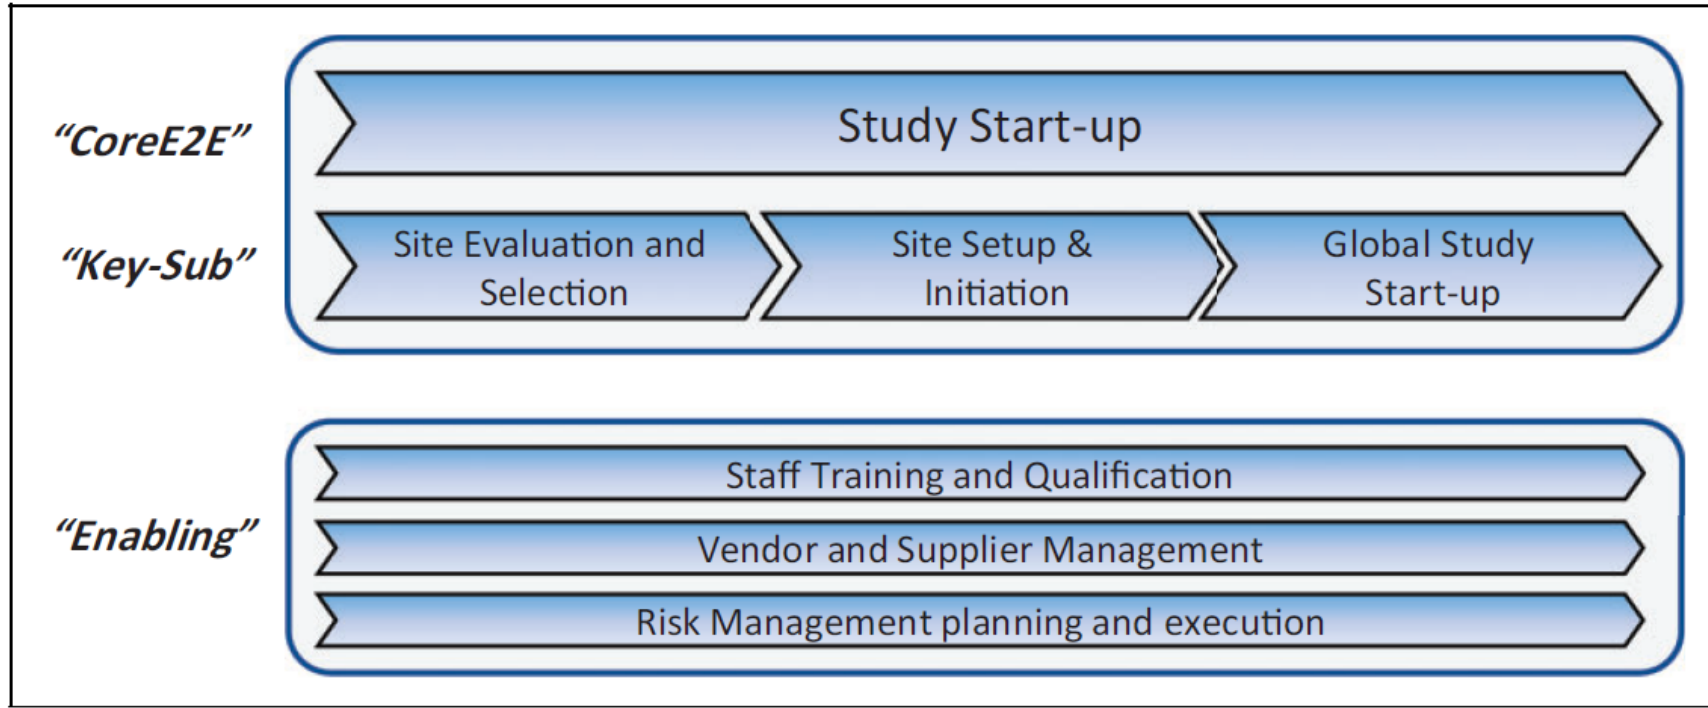 “CoreE2E”
Study Start-up
“Key-Sub”
Site Evaluation and
Selection
Site Setup &
Initiation
Global Study
Start-up
“Enabling”
Staff Training and Qualification
Vendor and Supplier Management
Risk Management planning and execution